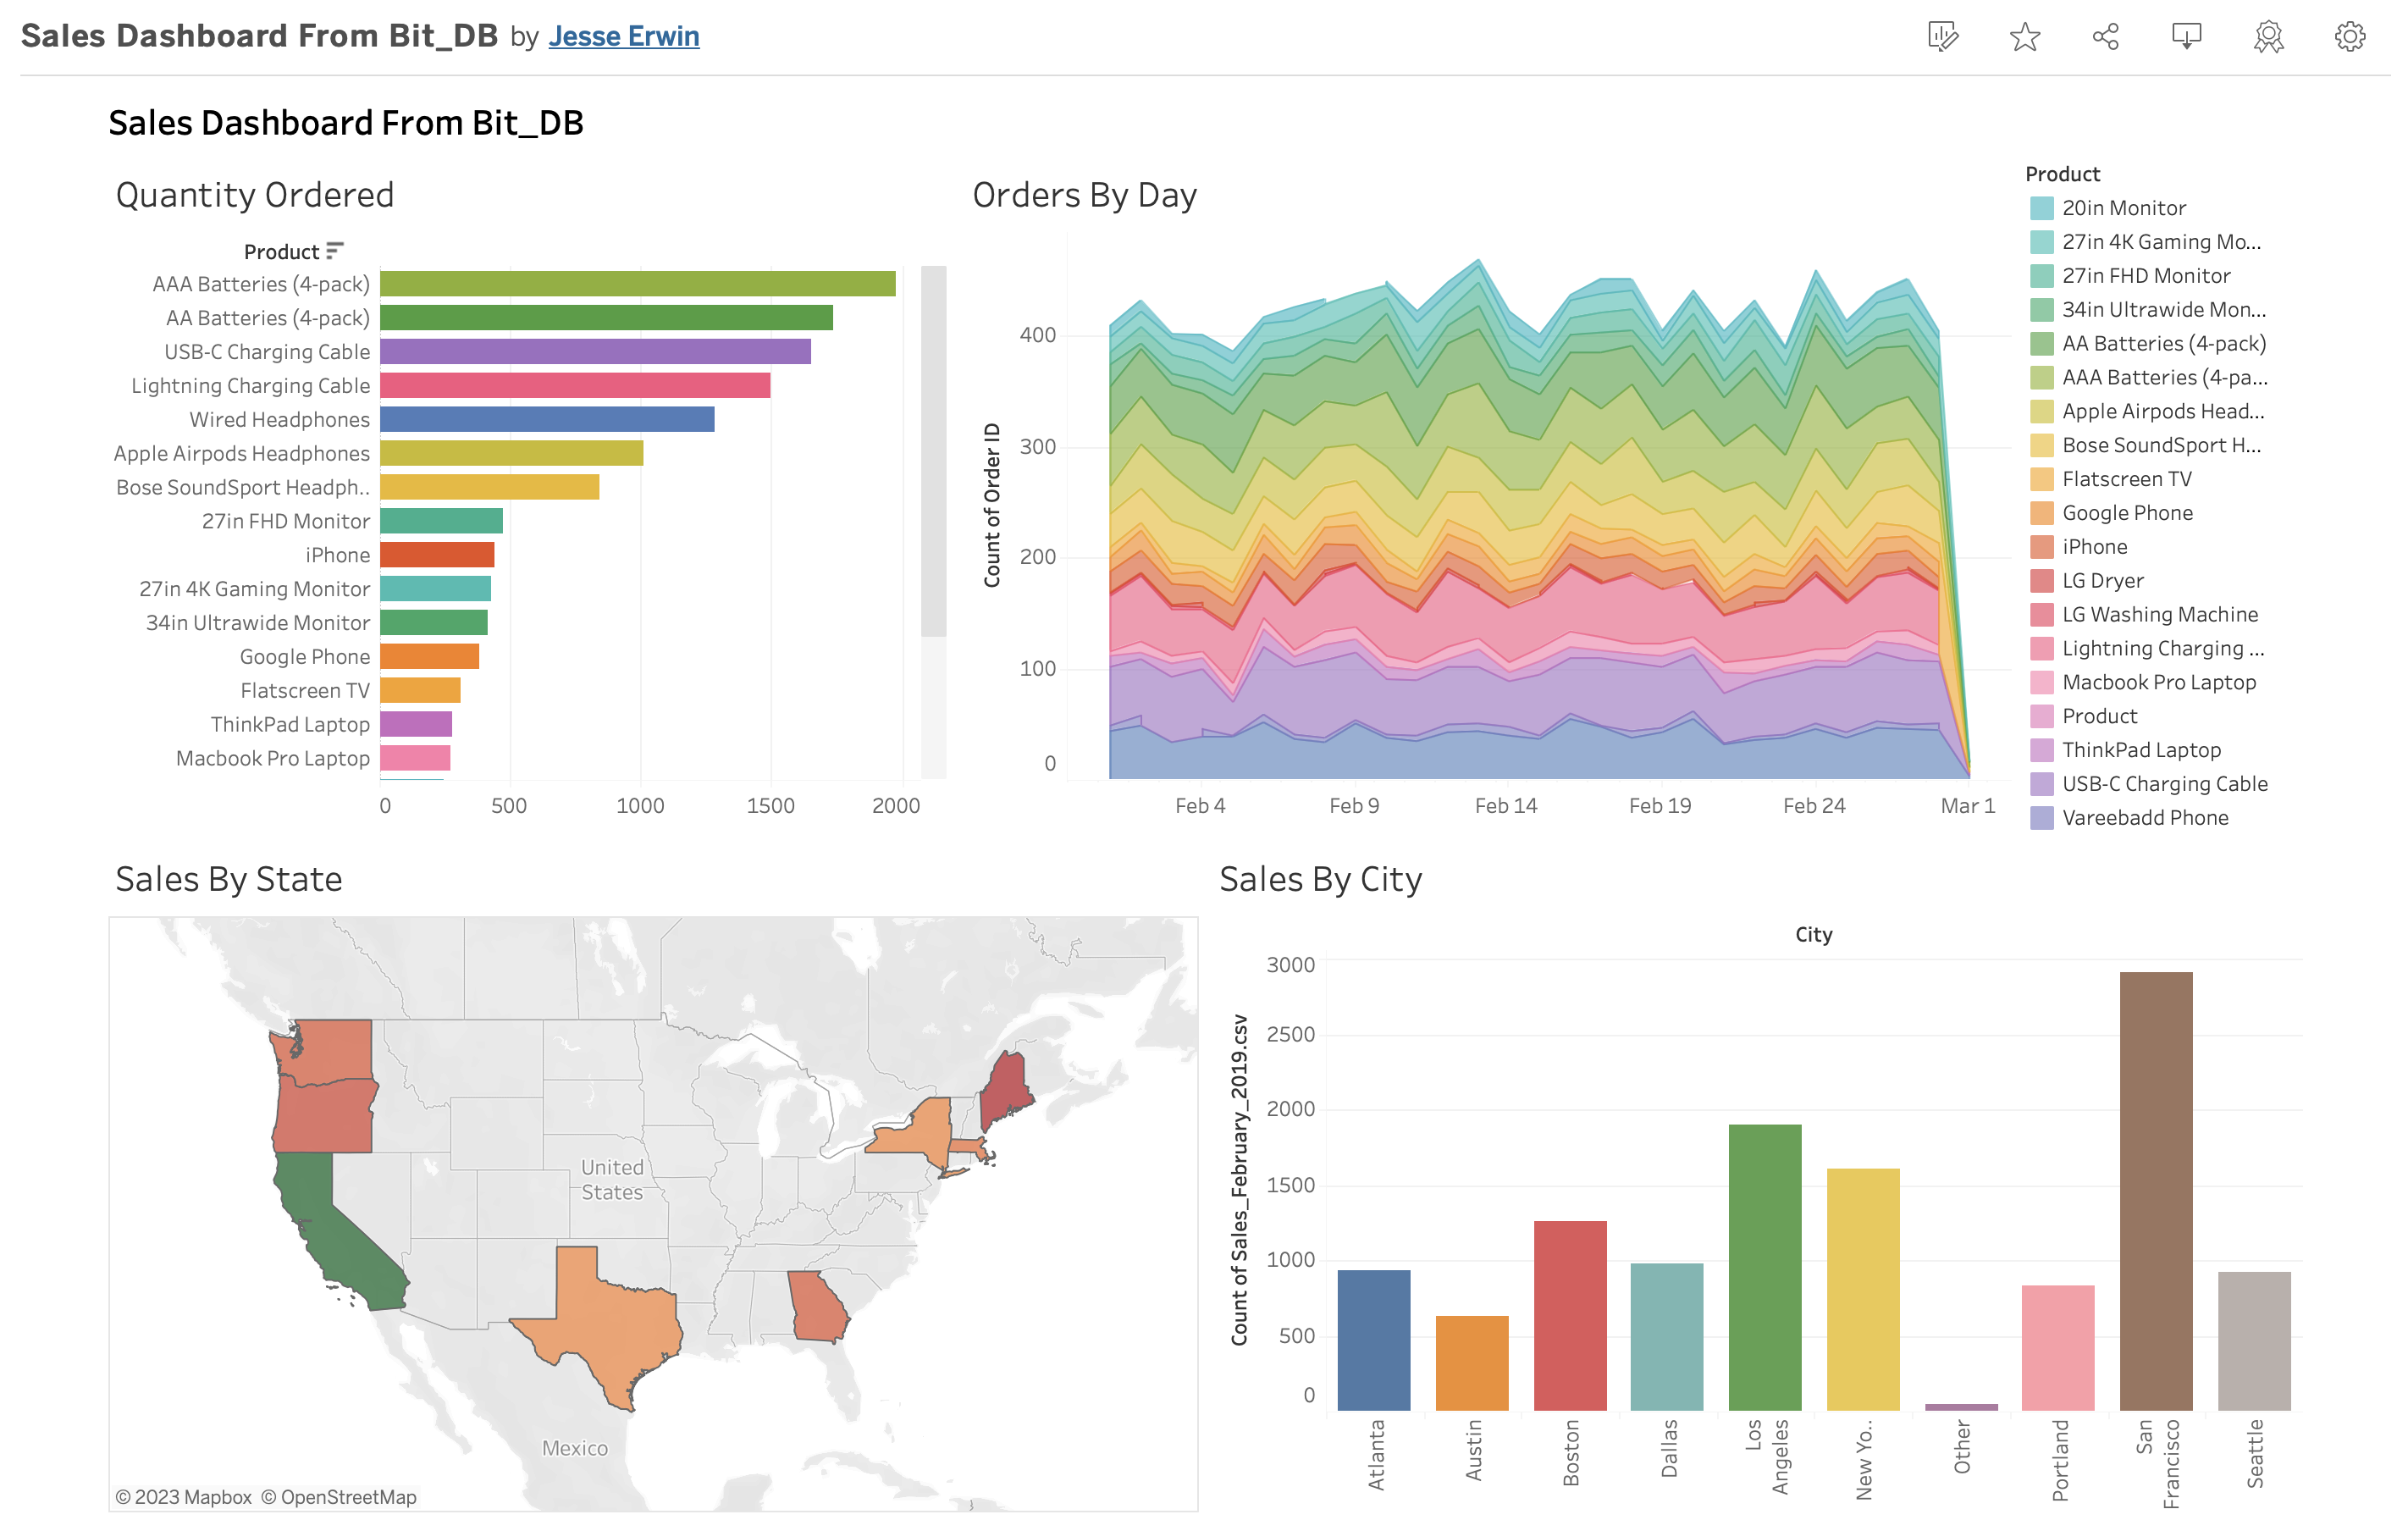 Sales Dashboard From Bit_DB by Jesse Erwin
Sales Dashboard From Bit_DB
Quantity Ordered
Product
AAA Batteries (4-pack)
AA Batteries (4-pack)
USB-C Charging Cable
Lightning Charging Cable
Wired Headphones
Apple Airpods Headphones
Bose SoundSport Headph..
27in FHD Monitor
iPhone
27in 4K Gaming Monitor
34in Ultrawide Monitor
Google Phone
Flatscreen TV
ThinkPad Laptop
Macbook Pro Laptop
0 500 1000 1500 2000
Orders By Day
Count of Order ID
400
300
200
100
0
Feb 4 Feb 9 Feb 14 Feb 19 Feb 24 Mar 1
Product
20in Monitor
27in 4K Gaming Mo...
27in FHD Monitor
34in Ultrawide Mon...
AA Batteries (4-pack)
AAA Batteries (4-pa...
Apple Airpods Head...
Bose SoundSport H...
Flatscreen TV
Google Phone
iPhone
LG Dryer
LG Washing Machine
Lightning Charging ...
Macbook Pro Laptop
Product
ThinkPad Laptop
USB-C Charging Cable
Vareebadd Phone
Sales By State
United
States
Mexico
© 2023 Mapbox © OpenStreetMap
Sales By City
City
Count of Sales_February_2019.csv
3000
2500
2000
1500
1000
500
0
Atlanta
Austin
Boston
Dallas
Los
Angeles
New Yo..
Other
Portland
San
Francisco
Seattle